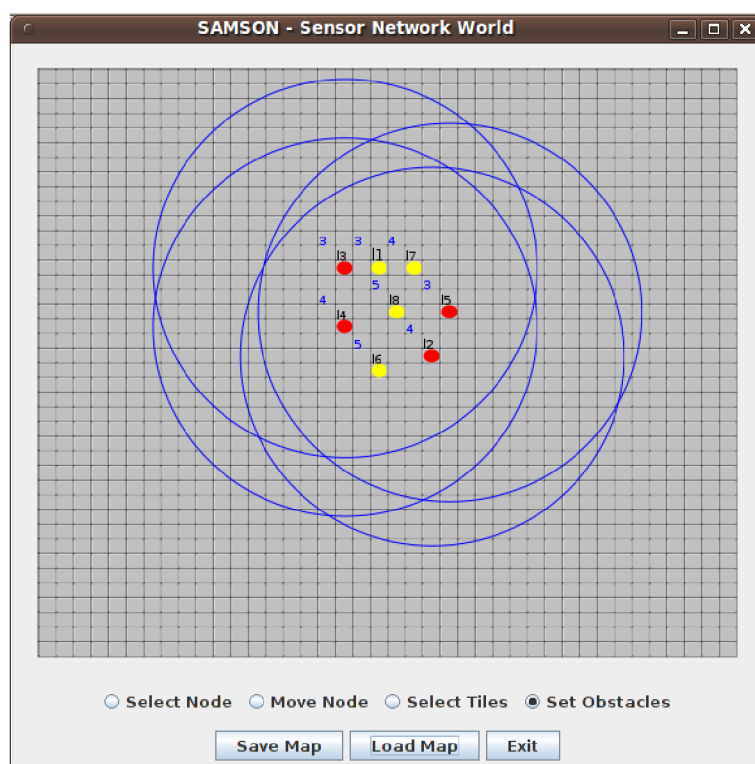 SAMSON - Sensor Network World
3 3 4
l3 l1 l7
5 3
4 l8 l5
l4 4
5 l2
l6
Select Node Move Node Select Tiles Set Obstacles
Save Map Load Map Exit